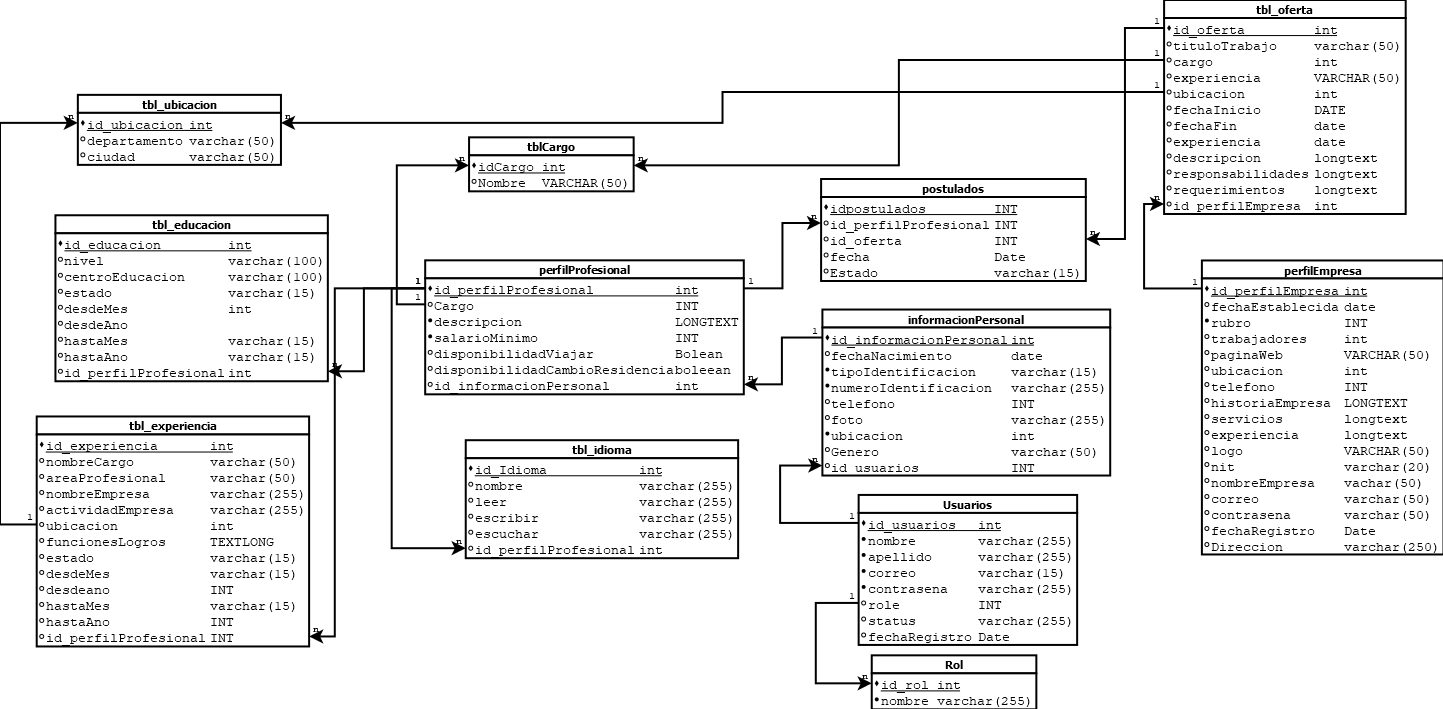 tbl_oferta
id_oferta int
tituloTrabajo varchar(50)
cargo int
experiencia VARCHAR(50)
ubicacion int
fechaInicio DATE
fechaFin date
experiencia date
descripcion longtext
responsabilidades longtext
requerimientos longtext
id_perfilEmpresa int
tbl_ubicacion
id_ubicacion int
departamento varchar(50)
ciudad varchar(50)
tblCargo
idCargo int
Nombre VARCHAR(50)
postulados
idpostulados INT
id_perfilProfesional INT
id_oferta INT
fecha Date
Estado varchar(15)
tbl_educacion
id_educacion int
nivel varchar(100)
centroEducacion varchar(100)
estado varchar(15)
desdeMes int
desdeAno
hastaMes varchar(15)
hastaAno varchar(15)
id_perfilProfesional int
perfilProfesional
id_perfilProfesional int
Cargo INT
descripcion LONGTEXT
salarioMinimo INT
disponibilidadViajar Bolean
disponibilidadCambioResidencia boleean
id_informacionPersonal int
perfilEmpresa
id_perfilEmpresa int
fechaEstablecida date
rubro INT
trabajadores int
paginaWeb VARCHAR(50)
ubicacion int
telefono INT
historiaEmpresa LONGTEXT
servicios longtext
experiencia longtext
logo VARCHAR(50)
nit varchar(20)
nombreEmpresa vachar(50)
correo varchar(50)
contrasena varchar(50)
fechaRegistro Date
Direccion varchar(250)
informacionPersonal
id_informacionPersonal int
fechaNacimiento date
tipoIdentificacion varchar(15)
numeroIdentificacion varchar(255)
telefono INT
foto varchar(255)
ubicacion int
Genero varchar(50)
id_usuarios INT
tbl_experiencia
id_experiencia int
nombreCargo varchar(50)
areaProfesional varchar(50)
nombreEmpresa varchar(255)
actividadEmpresa varchar(255)
ubicacion int
funcionesLogros TEXTLONG
estado varchar(15)
desdeMes varchar(15)
desdeano INT
hastaMes varchar(15)
hastaAno INT
id_perfilProfesional INT
tbl_idioma
id_Idioma int
nombre varchar(255)
leer varchar(255)
escribir varchar(255)
escuchar varchar(255)
id_perfilProfesional int
Usuarios
id_usuarios int
nombre varchar(255)
apellido varchar(255)
correo varchar(15)
contrasena varchar(255)
role INT
status varchar(255)
fechaRegistro Date
Rol
id_rol int
nombre varchar(255)